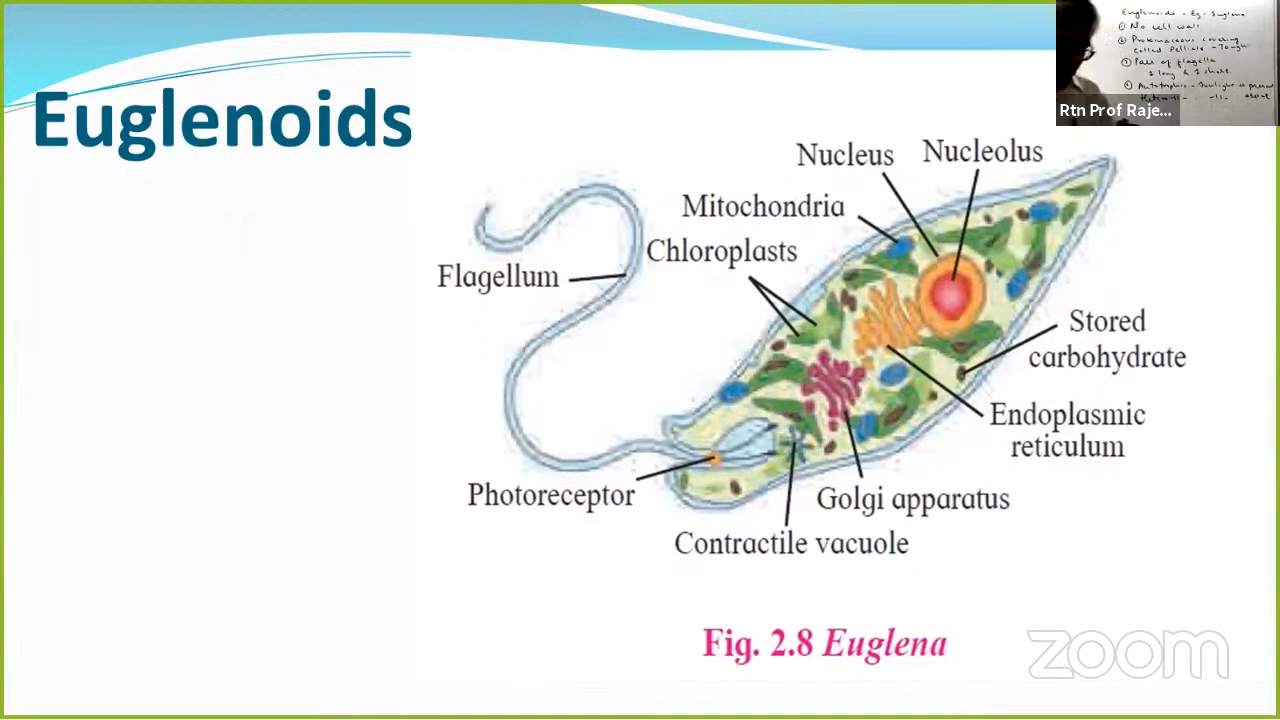 Euglenoids
Euglenoids - Eg - Euglena
① No cell wall
② Proteinaceous covering
called Pellicle - Tough
③ Pair of flagella
1 long & 1 short
④ Autotrophic - Sunlight is present
Rtn Prof Raje...
Nucleus Nucleolus
Mitochondria
Chloroplasts
Flagellum
Stored
carbohydrate
Endoplasmic
reticulum
Photoreceptor
Golgi apparatus
Contractile vacuole
Fig. 2.8 Euglena
zoom